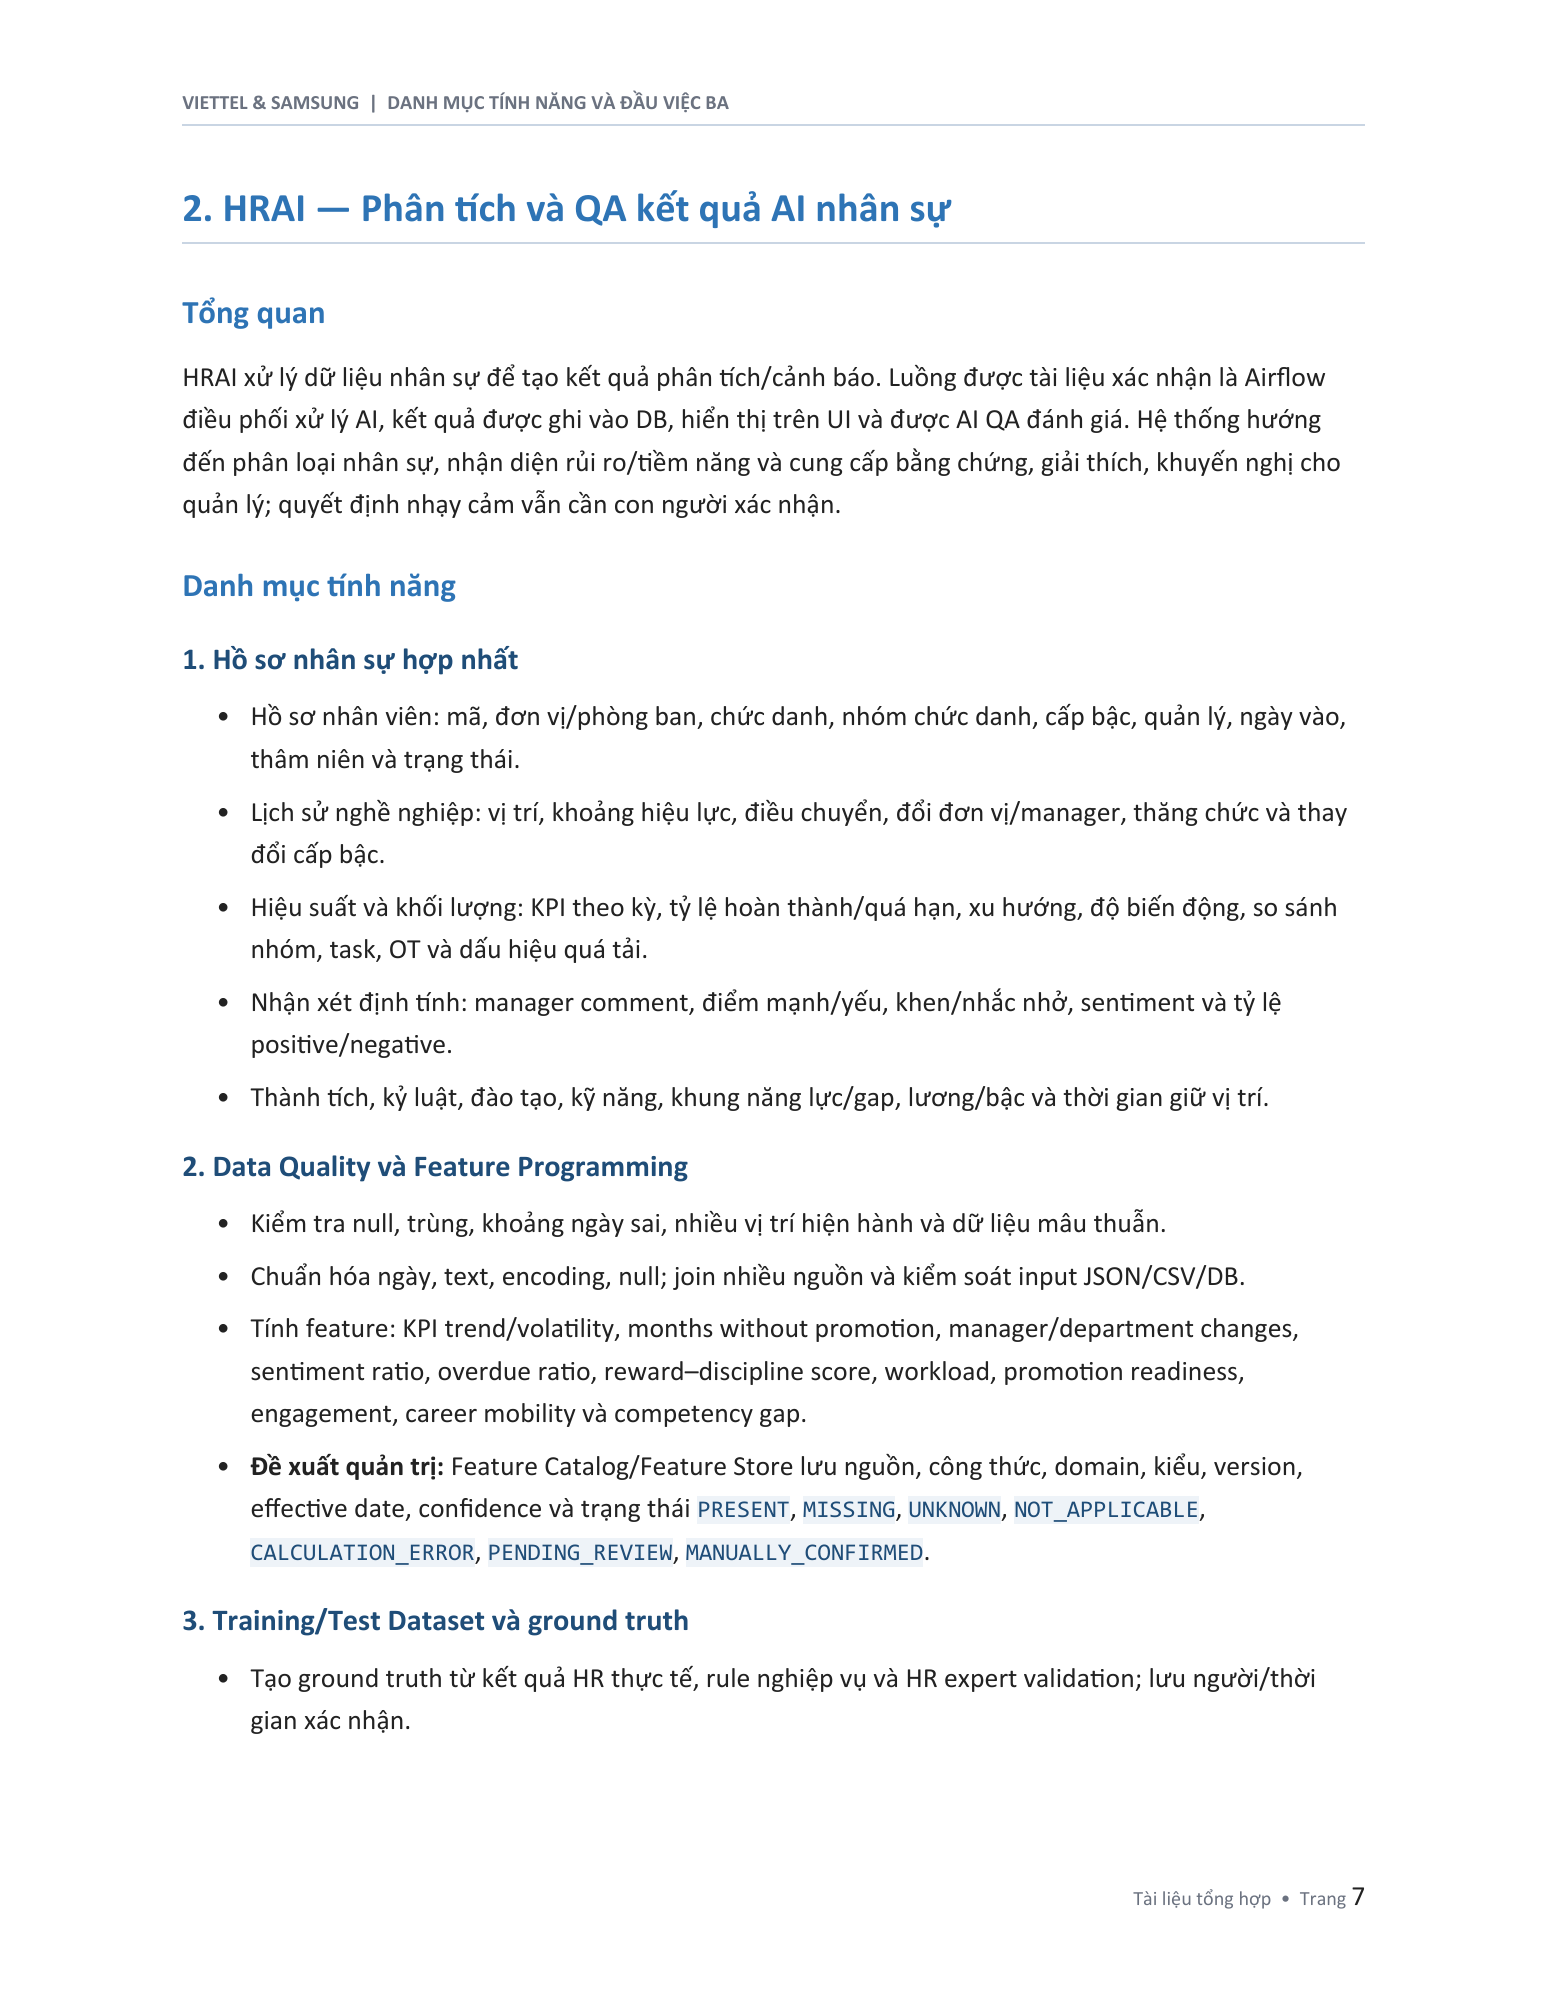 VIETTEL & SAMSUNG | DANH MỤC TÍNH NĂNG VÀ ĐẦU VIỆC BA
2. HRAI — Phân tích và QA kết quả AI nhân sự
Tổng quan
HRAI xử lý dữ liệu nhân sự để tạo kết quả phân tích/cảnh báo. Luồng được tài liệu xác nhận là Airflow
điều phối xử lý AI, kết quả được ghi vào DB, hiển thị trên UI và được AI QA đánh giá. Hệ thống hướng
đến phân loại nhân sự, nhận diện rủi ro/tiềm năng và cung cấp bằng chứng, giải thích, khuyến nghị cho
quản lý; quyết định nhạy cảm vẫn cần con người xác nhận.
Danh mục tính năng
1. Hồ sơ nhân sự hợp nhất
• Hồ sơ nhân viên: mã, đơn vị/phòng ban, chức danh, nhóm chức danh, cấp bậc, quản lý, ngày vào,
thâm niên và trạng thái.
• Lịch sử nghề nghiệp: vị trí, khoảng hiệu lực, điều chuyển, đổi đơn vị/manager, thăng chức và thay
đổi cấp bậc.
• Hiệu suất và khối lượng: KPI theo kỳ, tỷ lệ hoàn thành/quá hạn, xu hướng, độ biến động, so sánh
nhóm, task, OT và dấu hiệu quá tải.
• Nhận xét định tính: manager comment, điểm mạnh/yếu, khen/nhắc nhở, sentiment và tỷ lệ
positive/negative.
• Thành tích, kỷ luật, đào tạo, kỹ năng, khung năng lực/gap, lương/bậc và thời gian giữ vị trí.
2. Data Quality và Feature Programming
• Kiểm tra null, trùng, khoảng ngày sai, nhiều vị trí hiện hành và dữ liệu mâu thuẫn.
• Chuẩn hóa ngày, text, encoding, null; join nhiều nguồn và kiểm soát input JSON/CSV/DB.
• Tính feature: KPI trend/volatility, months without promotion, manager/department changes,
sentiment ratio, overdue ratio, reward–discipline score, workload, promotion readiness,
engagement, career mobility và competency gap.
• Đề xuất quản trị: Feature Catalog/Feature Store lưu nguồn, công thức, domain, kiểu, version,
effective date, confidence và trạng thái PRESENT, MISSING, UNKNOWN, NOT_APPLICABLE,
CALCULATION_ERROR, PENDING_REVIEW, MANUALLY_CONFIRMED.
3. Training/Test Dataset và ground truth
• Tạo ground truth từ kết quả HR thực tế, rule nghiệp vụ và HR expert validation; lưu người/thời
gian xác nhận.
Tài liệu tổng hợp • Trang 7